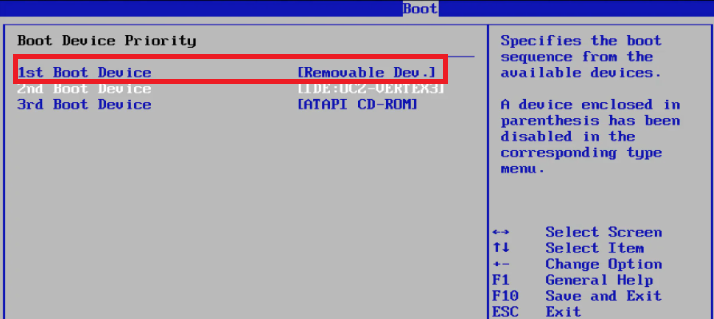 Boot
Boot Device Priority
1st Boot Device [Removable Dev.]
2nd Boot Device [IDE:OCZ-VERTEX3]
3rd Boot Device [ATAPI CD-ROM]
Specifies the boot
sequence from the
available devices.
A device enclosed in
parenthesis has been
disabled in the
corresponding type
menu.
↔ Select Screen
↑↓ Select Item
+- Change Option
F1 General Help
F10 Save and Exit
ESC Exit